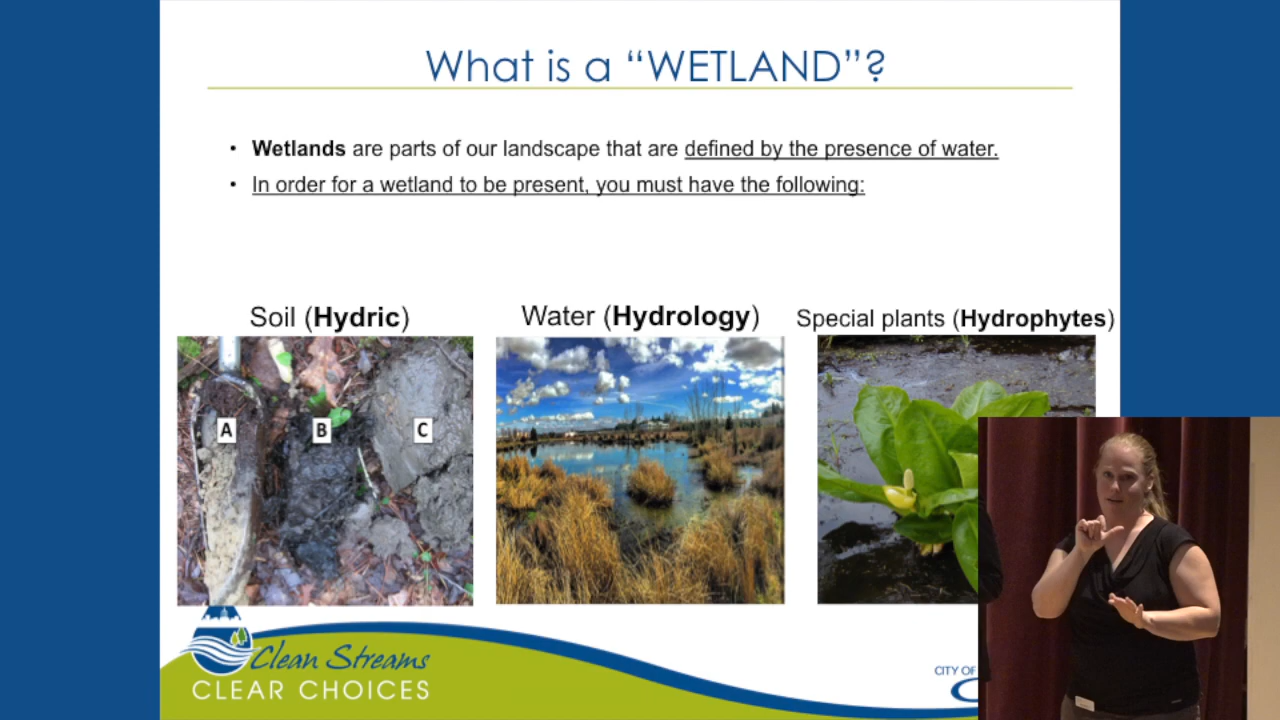 What is a “WETLAND”?
• Wetlands are parts of our landscape that are defined by the presence of water.
• In order for a wetland to be present, you must have the following:
Soil (Hydric)
Water (Hydrology)
Special plants (Hydrophytes)
A
B
C
Clean Streams
CLEAR CHOICES
CITY OF